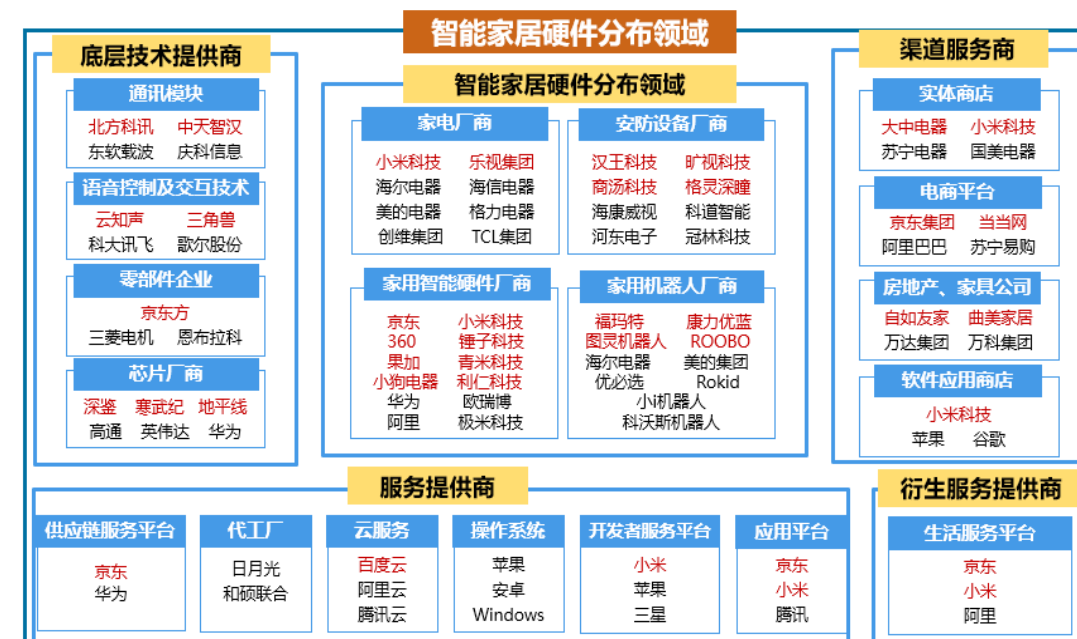 智能家居硬件分布领域
底层技术提供商
通讯模块
北方科讯 中天智汉
东软载波 庆科信息
语音控制及交互技术
云知声 三角兽
科大讯飞 歌尔股份
零部件企业
京东方
三菱电机 恩布拉科
芯片厂商
深鉴 寒武纪 地平线
高通 英伟达 华为
智能家居硬件分布领域
家电厂商
小米科技 乐视集团
海尔电器 海信电器
美的电器 格力电器
创维集团 TCL集团
安防设备厂商
汉王科技 旷视科技
商汤科技 格灵深瞳
海康威视 科道智能
河东电子 冠林科技
家用智能硬件厂商
京东 小米科技
360 锤子科技
果加 青米科技
小狗电器 利仁科技
华为 欧瑞博
阿里 极米科技
家用机器人厂商
福玛特 康力优蓝
图灵机器人 ROOBO
海尔电器 美的集团
优必选 Rokid
小i机器人
科沃斯机器人
渠道服务商
实体商店
大中电器 小米科技
苏宁电器 国美电器
电商平台
京东集团 当当网
阿里巴巴 苏宁易购
房地产、家具公司
自如友家 曲美家居
万达集团 万科集团
软件应用商店
小米科技
苹果 谷歌
服务提供商
供应链服务平台
京东
华为
代工厂
日月光
和硕联合
云服务
百度云
阿里云
腾讯云
操作系统
苹果
安卓
Windows
开发者服务平台
小米
苹果
三星
应用平台
京东
小米
腾讯
衍生服务提供商
生活服务平台
京东
小米
阿里